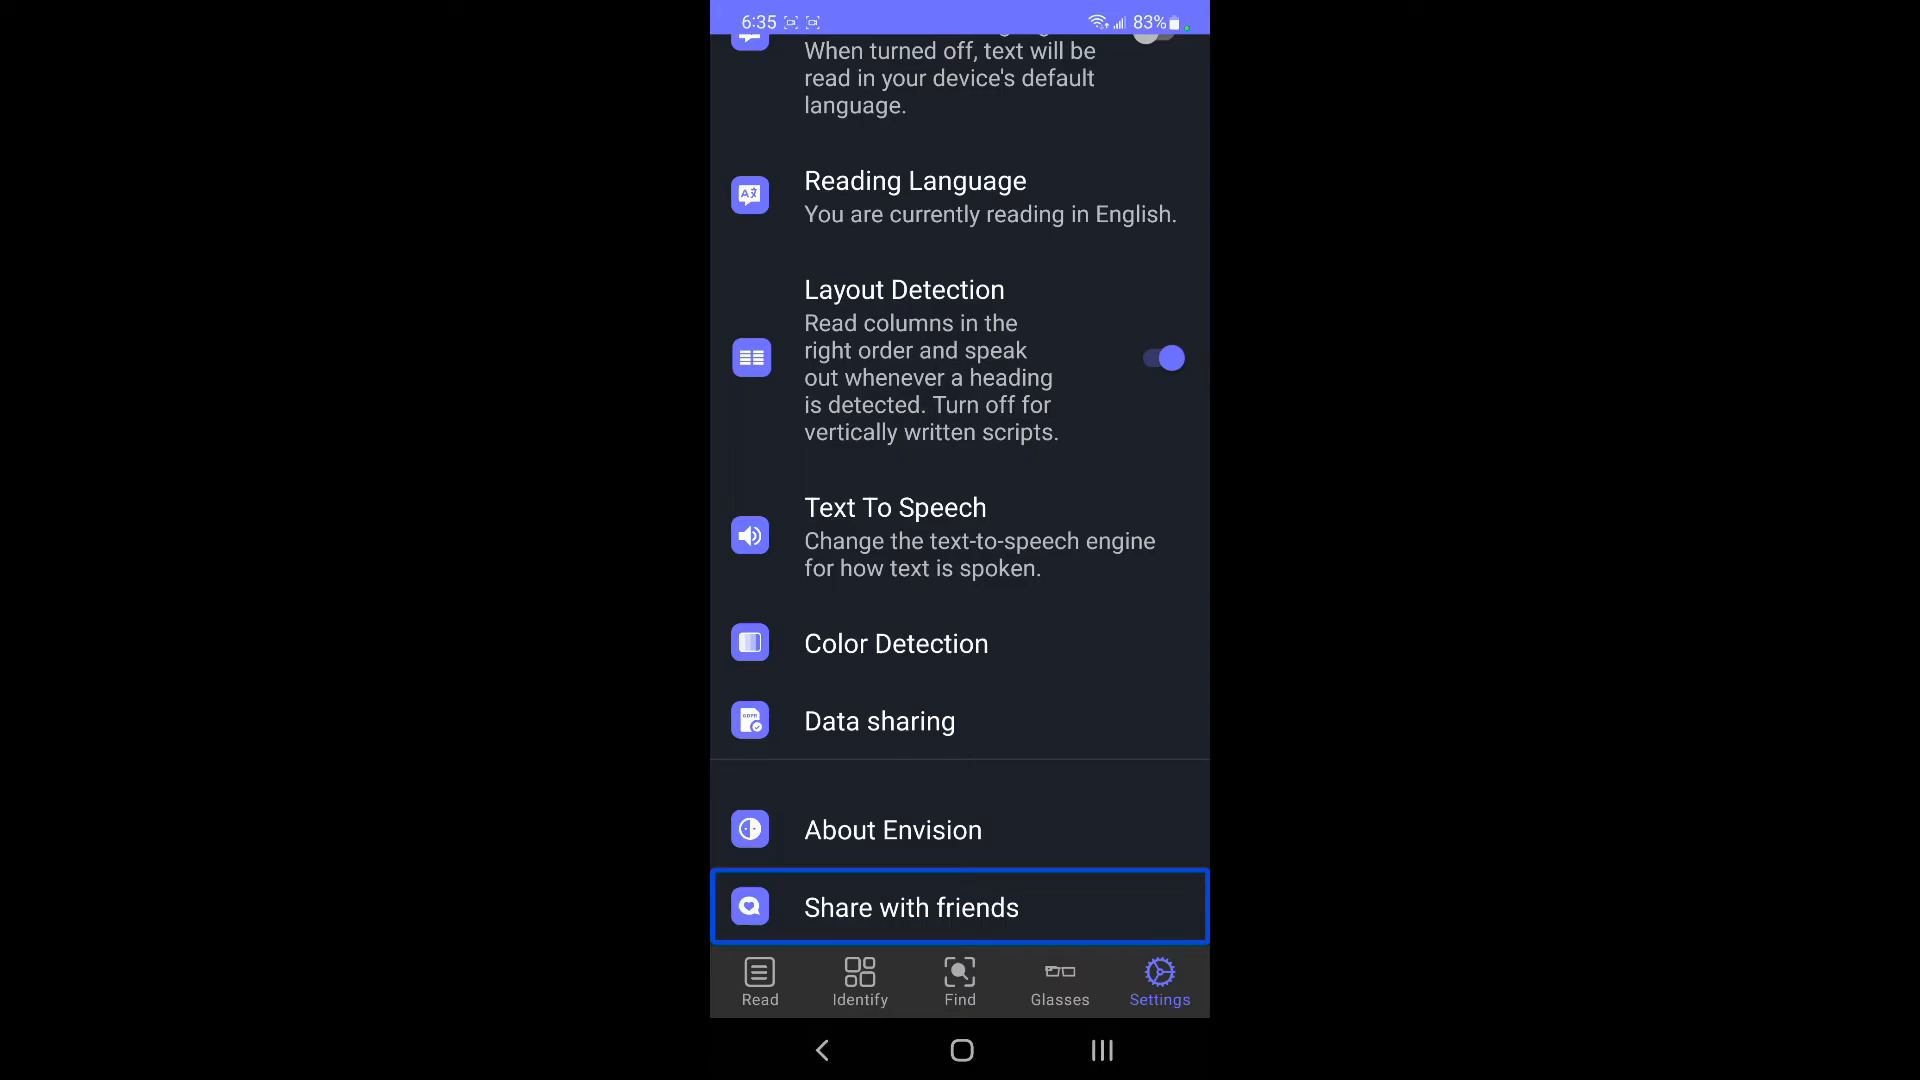 6:35
83%
When turned off, text will be
read in your device's default
language.
Reading Language
You are currently reading in English.
Layout Detection
Read columns in the
right order and speak
out whenever a heading
is detected. Turn off for
vertically written scripts.
Text To Speech
Change the text-to-speech engine
for how text is spoken.
Color Detection
GDPR
Data sharing
About Envision
Share with friends
Read
Identify
Find
Glasses
Settings